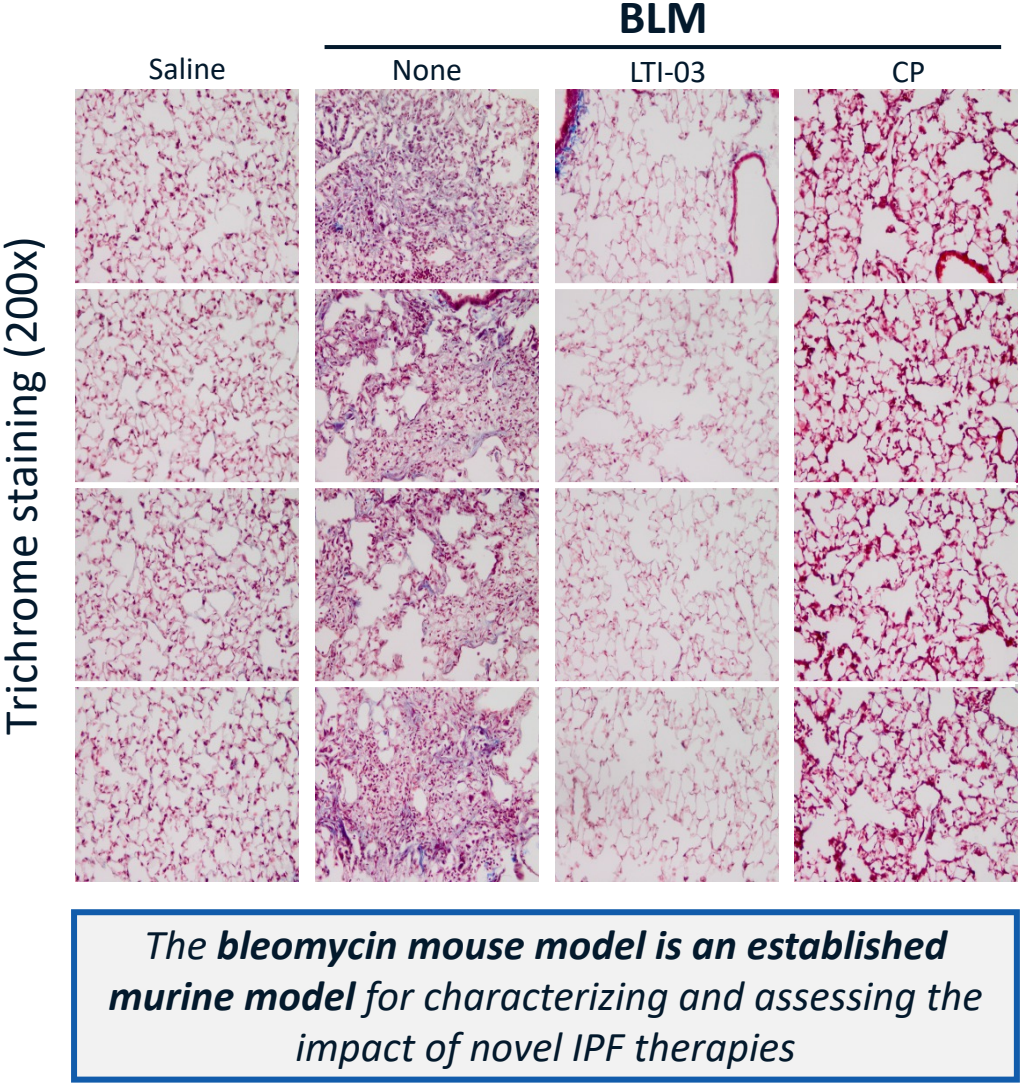 BLM
Saline
None
LTI-03
CP
Trichrome staining (200x)
The bleomycin mouse model is an established
murine model for characterizing and assessing the
impact of novel IPF therapies